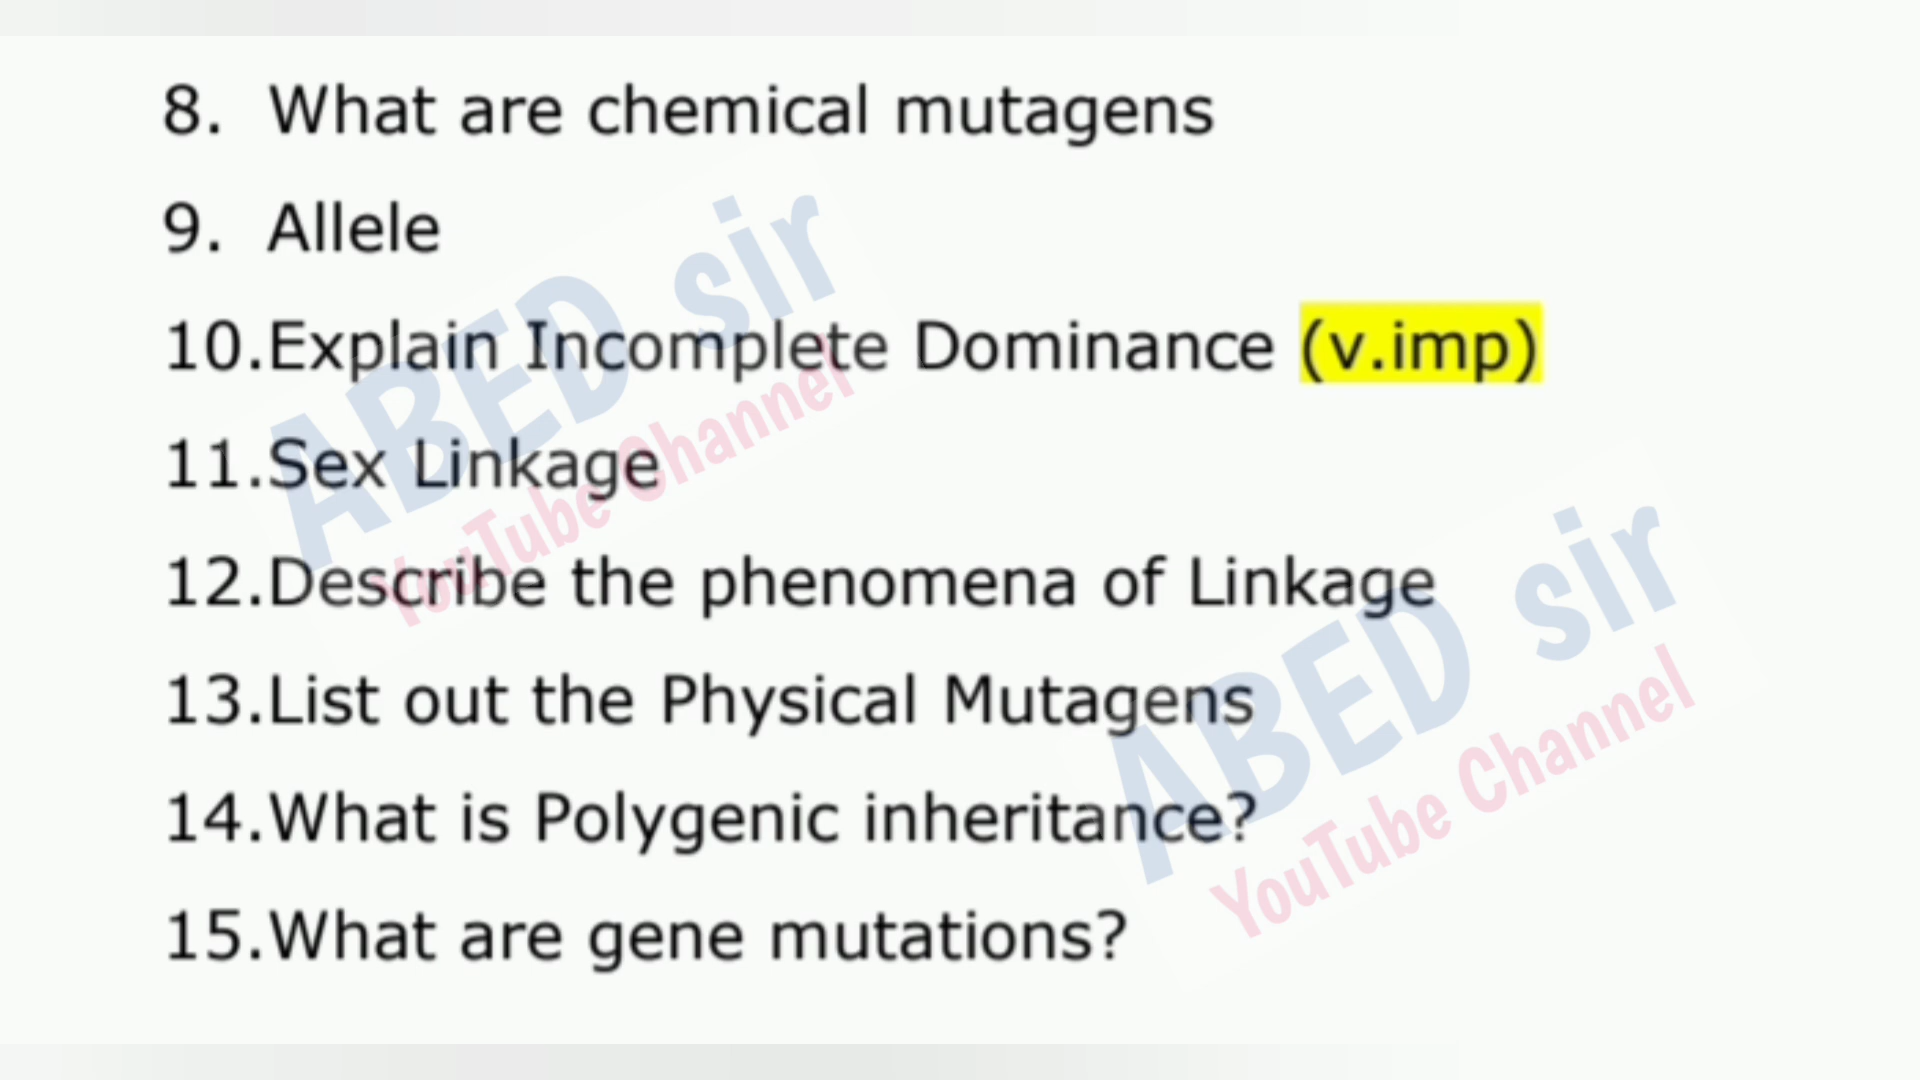 8. What are chemical mutagens
9. Allele
10.Explain Incomplete Dominance (v.imp)
11.Sex Linkage
12.Describe the phenomena of Linkage
13.List out the Physical Mutagens
14.What is Polygenic inheritance?
15.What are gene mutations?
ABED sir
YouTube Channel
ABED sir
YouTube Channel